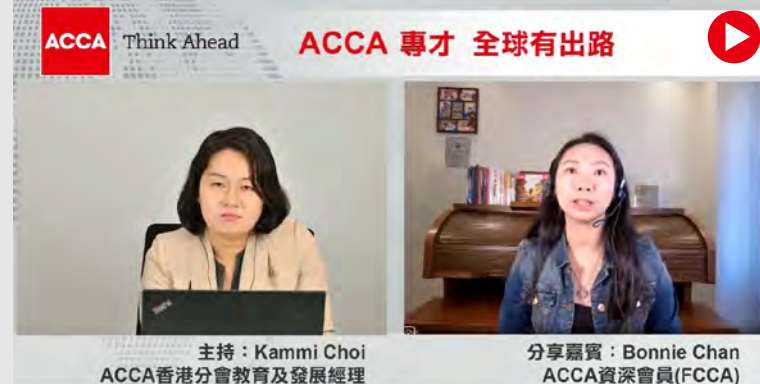 ACCA Think Ahead
ACCA 專才 全球有出路
ThinkPad
主持：Kammi Choi
ACCA香港分會教育及發展經理
分享嘉賓：Bonnie Chan
ACCA資深會員(FCCA)